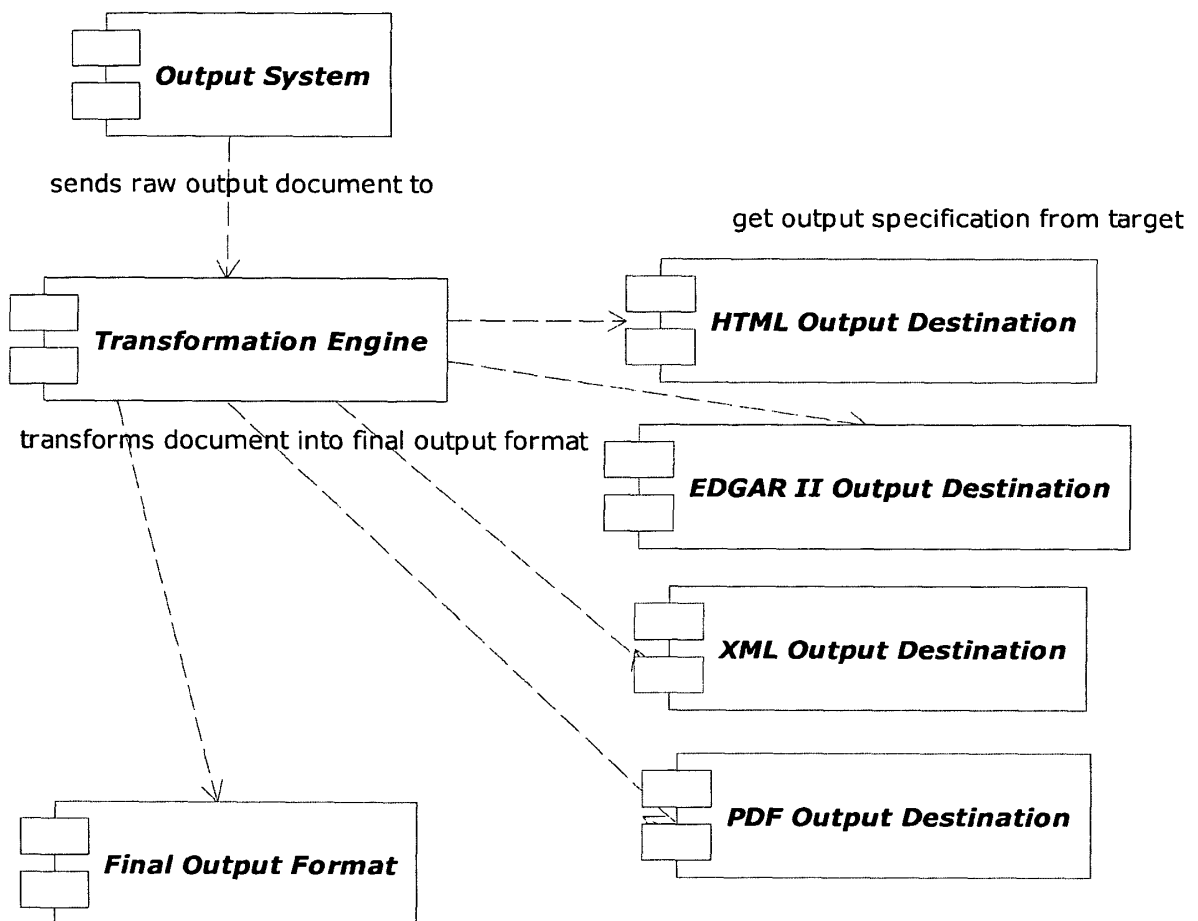 Output System
sends raw output document to
get output specification from target
Transformation Engine
HTML Output Destination
transforms document into final output format
EDGAR II Output Destination
XML Output Destination
PDF Output Destination
Final Output Format